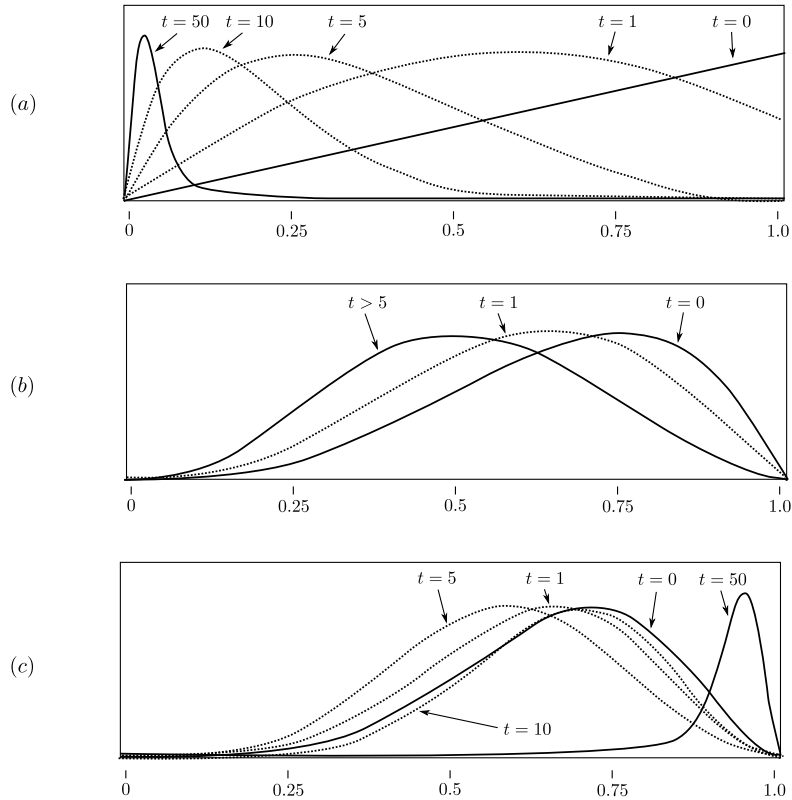 t = 50 t = 10 t = 5 t = 1 t = 0
(a)
0 0.25 0.5 0.75 1.0
t > 5 t = 1 t = 0
(b)
0 0.25 0.5 0.75 1.0
t = 5 t = 1 t = 0 t = 50
(c)
t = 10
0 0.25 0.5 0.75 1.0